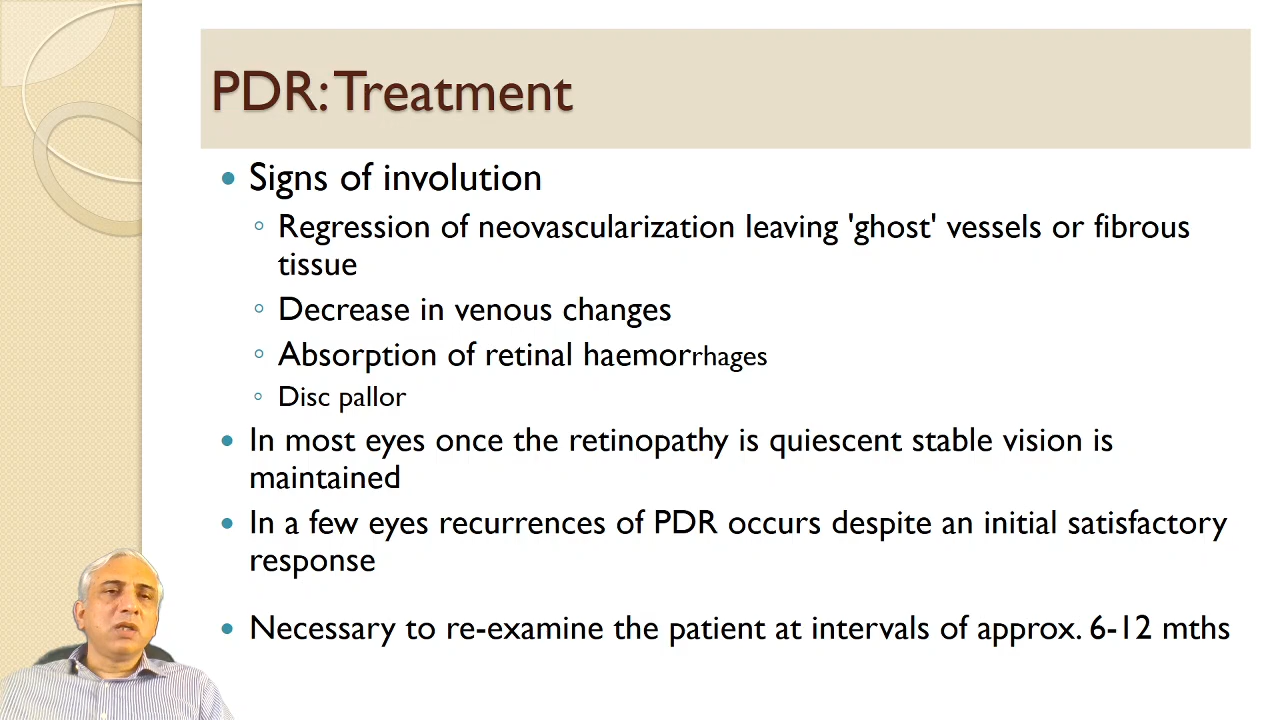 PDR: Treatment
Signs of involution
Regression of neovascularization leaving 'ghost' vessels or fibrous
tissue
Decrease in venous changes
Absorption of retinal haemorrhages
Disc pallor
In most eyes once the retinopathy is quiescent stable vision is
maintained
In a few eyes recurrences of PDR occurs despite an initial satisfactory
response
Necessary to re-examine the patient at intervals of approx. 6-12 mths